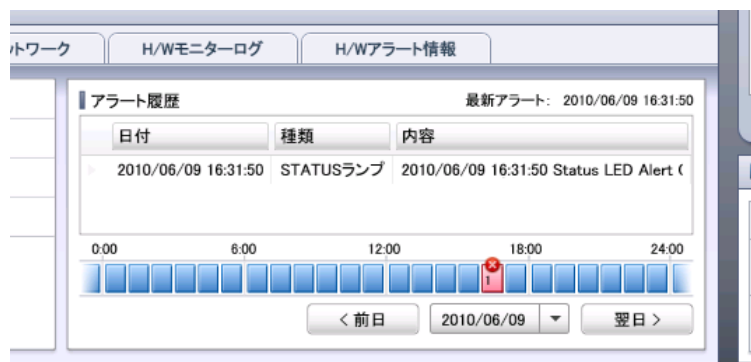 トワーク H/Wモニターログ H/Wアラート情報
アラート履歴 最新アラート: 2010/06/09 16:31:50
日付 種類 内容
2010/06/09 16:31:50 STATUSランプ 2010/06/09 16:31:50 Status LED Alert
0:00 6:00 12:00 18:00 24:00
1
< 前日 2010/06/09 翌日 >